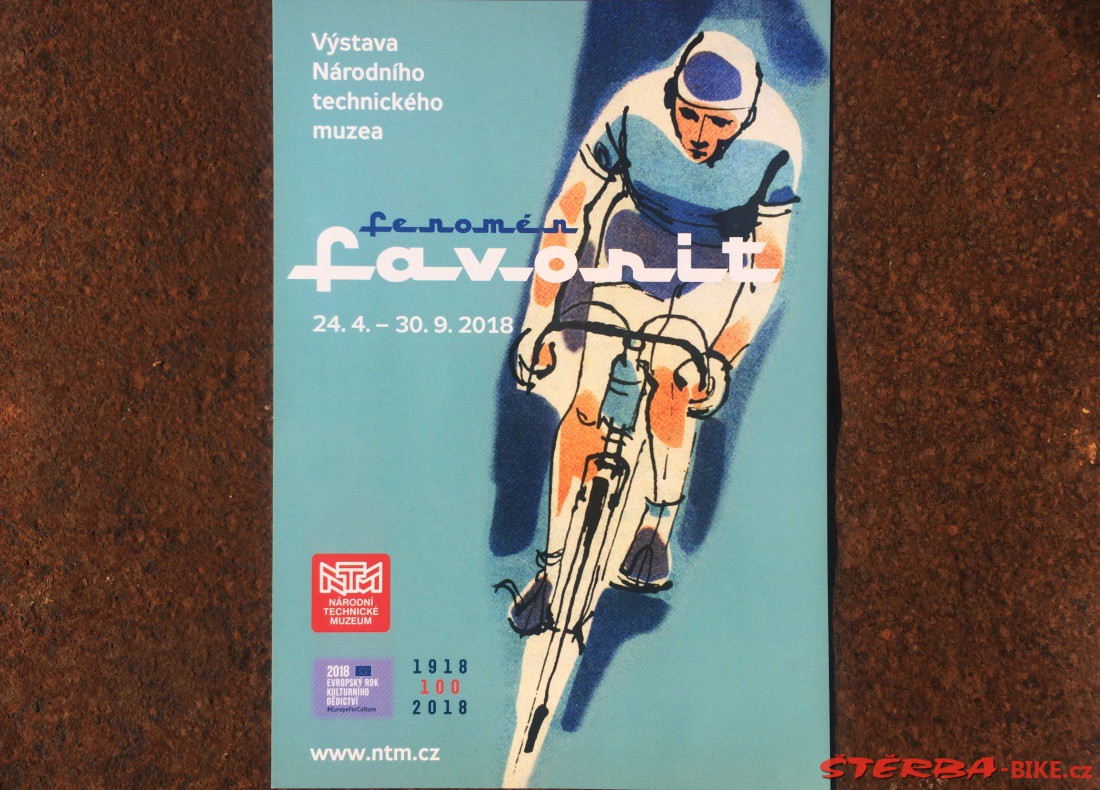 Výstava
Národního
technického
muzea
fenomén
favorit
24. 4. – 30. 9. 2018
NTM
NÁRODNÍ
TECHNICKÉ
MUZEUM
2018
EVROPSKÝ ROK
KULTURNÍHO
DĚDICTVÍ
#EuropeForCulture
1918
100
2018
www.ntm.cz
ŠTERBA-BIKE.cz